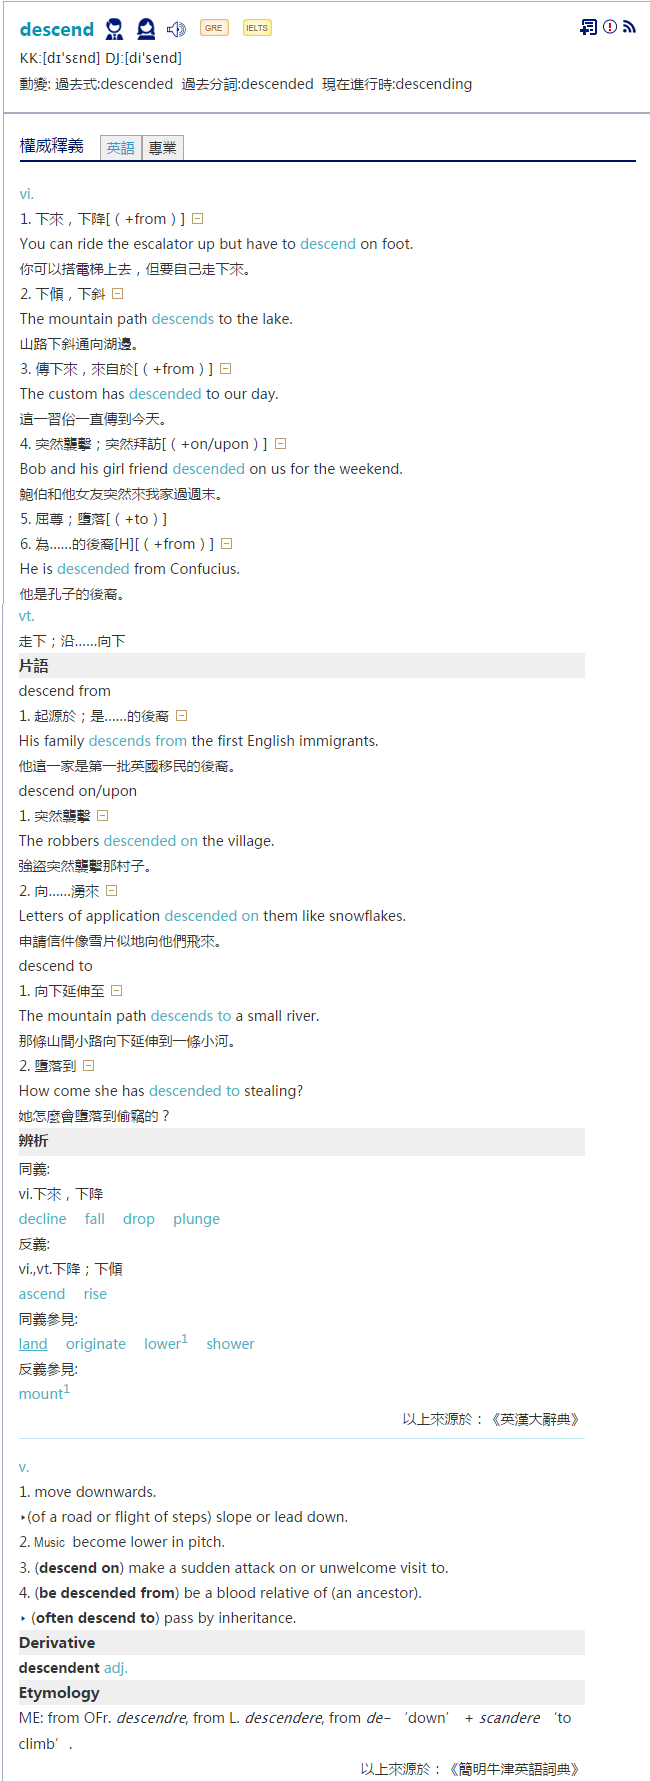 descend GRE IELTS
KK:[dɪˈsɛnd] DJ:[diˈsend]
動變: 過去式:descended 過去分詞:descended 現在進行時:descending
權威釋義 英語 專業
vi.
1. 下來，下降[（+from）]
You can ride the escalator up but have to descend on foot.
你可以搭電梯上去，但要自己走下來。
2. 下傾，下斜
The mountain path descends to the lake.
山路下斜通向湖邊。
3. 傳下來，來自於[（+from）]
The custom has descended to our day.
這一習俗一直傳到今天。
4. 突然襲擊；突然拜訪[（+on/upon）]
Bob and his girl friend descended on us for the weekend.
鮑伯和他女友突然來我家過週末。
5. 屈尊；墮落[（+to）]
6. 為......的後裔[H][（+from）]
He is descended from Confucius.
他是孔子的後裔。
vt.
走下；沿......向下
片語
descend from
1. 起源於；是......的後裔
His family descends from the first English immigrants.
他這一家是第一批英國移民的後裔。
descend on/upon
1. 突然襲擊
The robbers descended on the village.
強盜突然襲擊那村子。
2. 向......湧來
Letters of application descended on them like snowflakes.
申請信件像雪片似地向他們飛來。
descend to
1. 向下延伸至
The mountain path descends to a small river.
那條山間小路向下延伸到一條小河。
2. 墮落到
How come she has descended to stealing?
她怎麼會墮落到偷竊的？
辨析
同義:
vi.下來，下降
decline fall drop plunge
反義:
vi.,vt.下降；下傾
ascend rise
同義參見:
land originate lower1 shower
反義參見:
mount1
以上來源於：《英漢大辭典》
v.
1. move downwards.
‣(of a road or flight of steps) slope or lead down.
2. Music become lower in pitch.
3. (descend on) make a sudden attack on or unwelcome visit to.
4. (be descended from) be a blood relative of (an ancestor).
‣ (often descend to) pass by inheritance.
Derivative
descendent adj.
Etymology
ME: from OFr. descendre, from L. descendere, from de– ‘down’ + scandere ‘to
climb’.
以上來源於：《簡明牛津英語詞典》